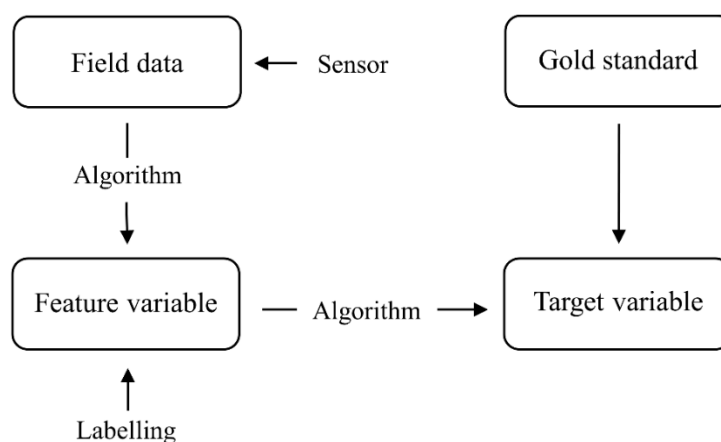 Field data
Sensor
Gold standard
Algorithm
Feature variable
Algorithm
Target variable
Labelling